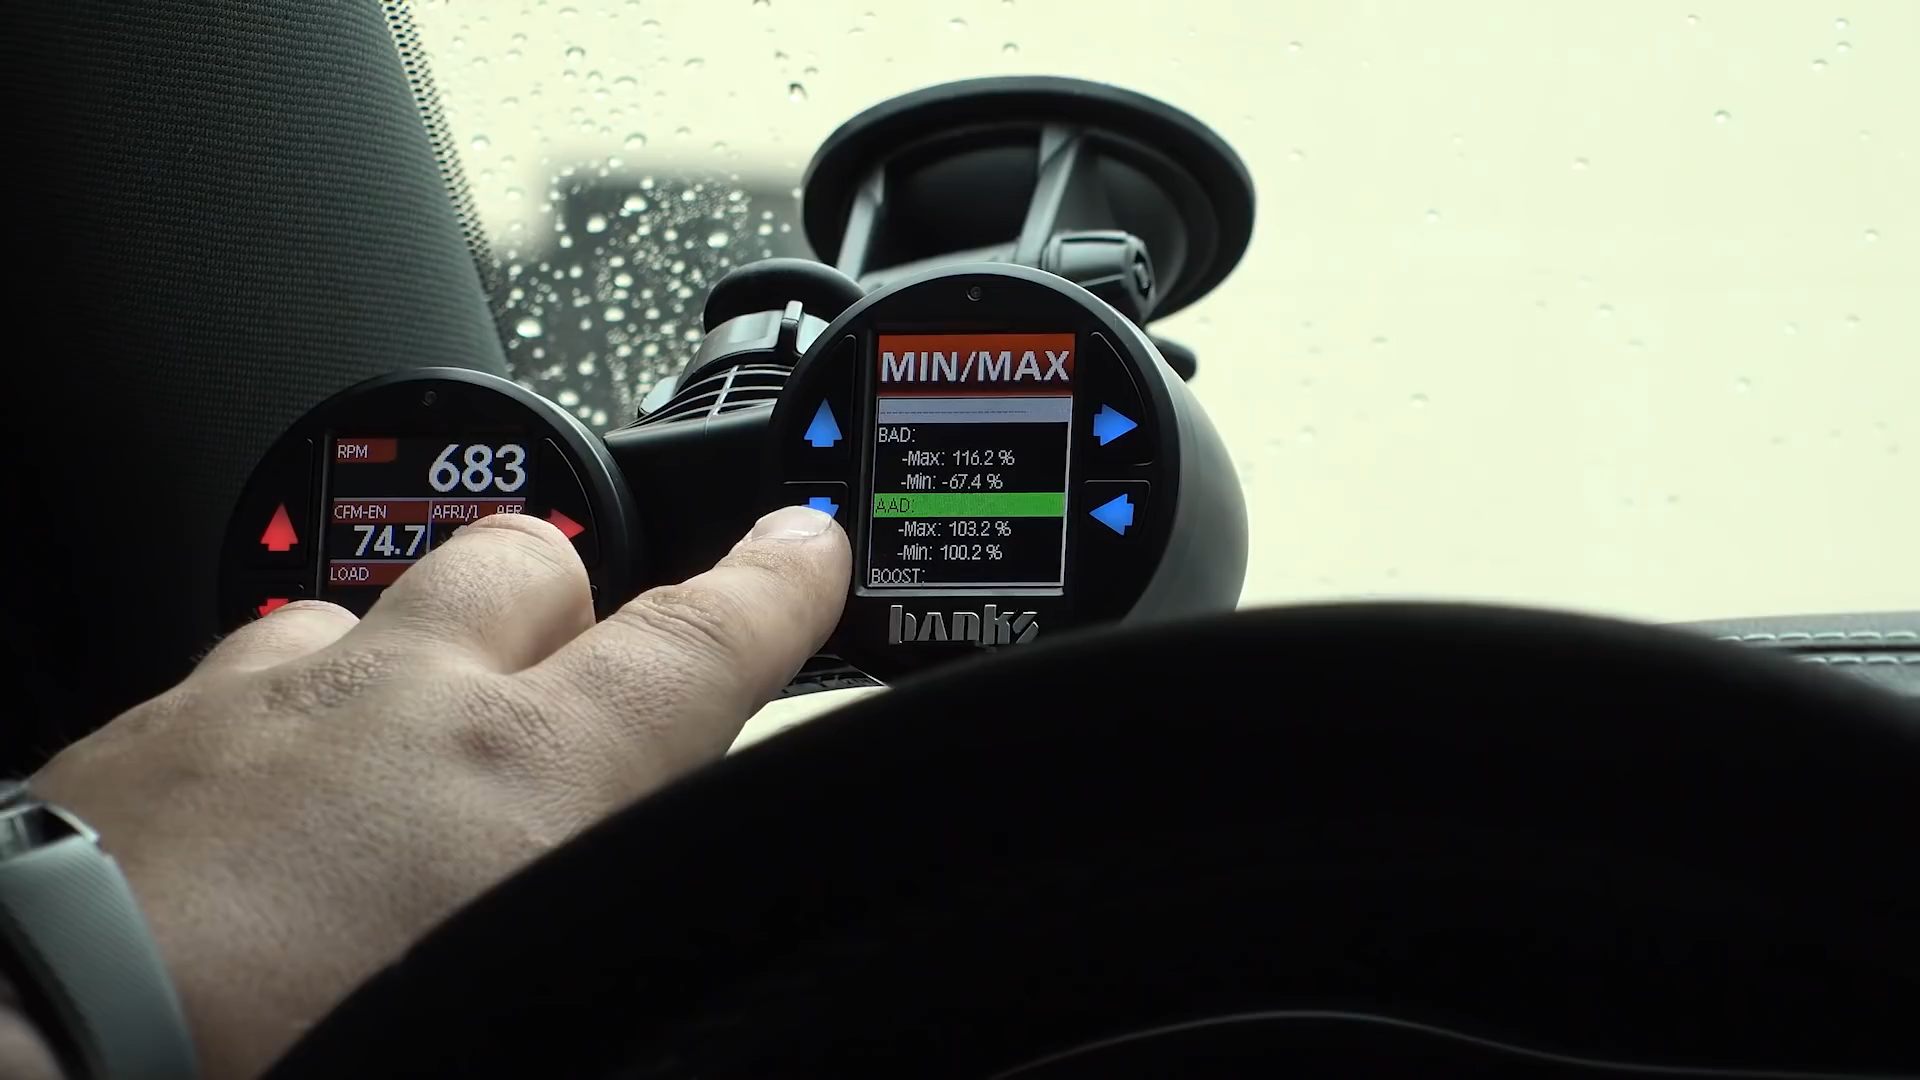 RPM
683
CFM-EN
AFR1/1 AFR
74.7
LOAD
MIN/MAX
BAD:
-Max: 116.2 %
-Min: -67.4 %
AAD:
-Max: 103.2 %
-Min: 100.2 %
BOOST:
banks